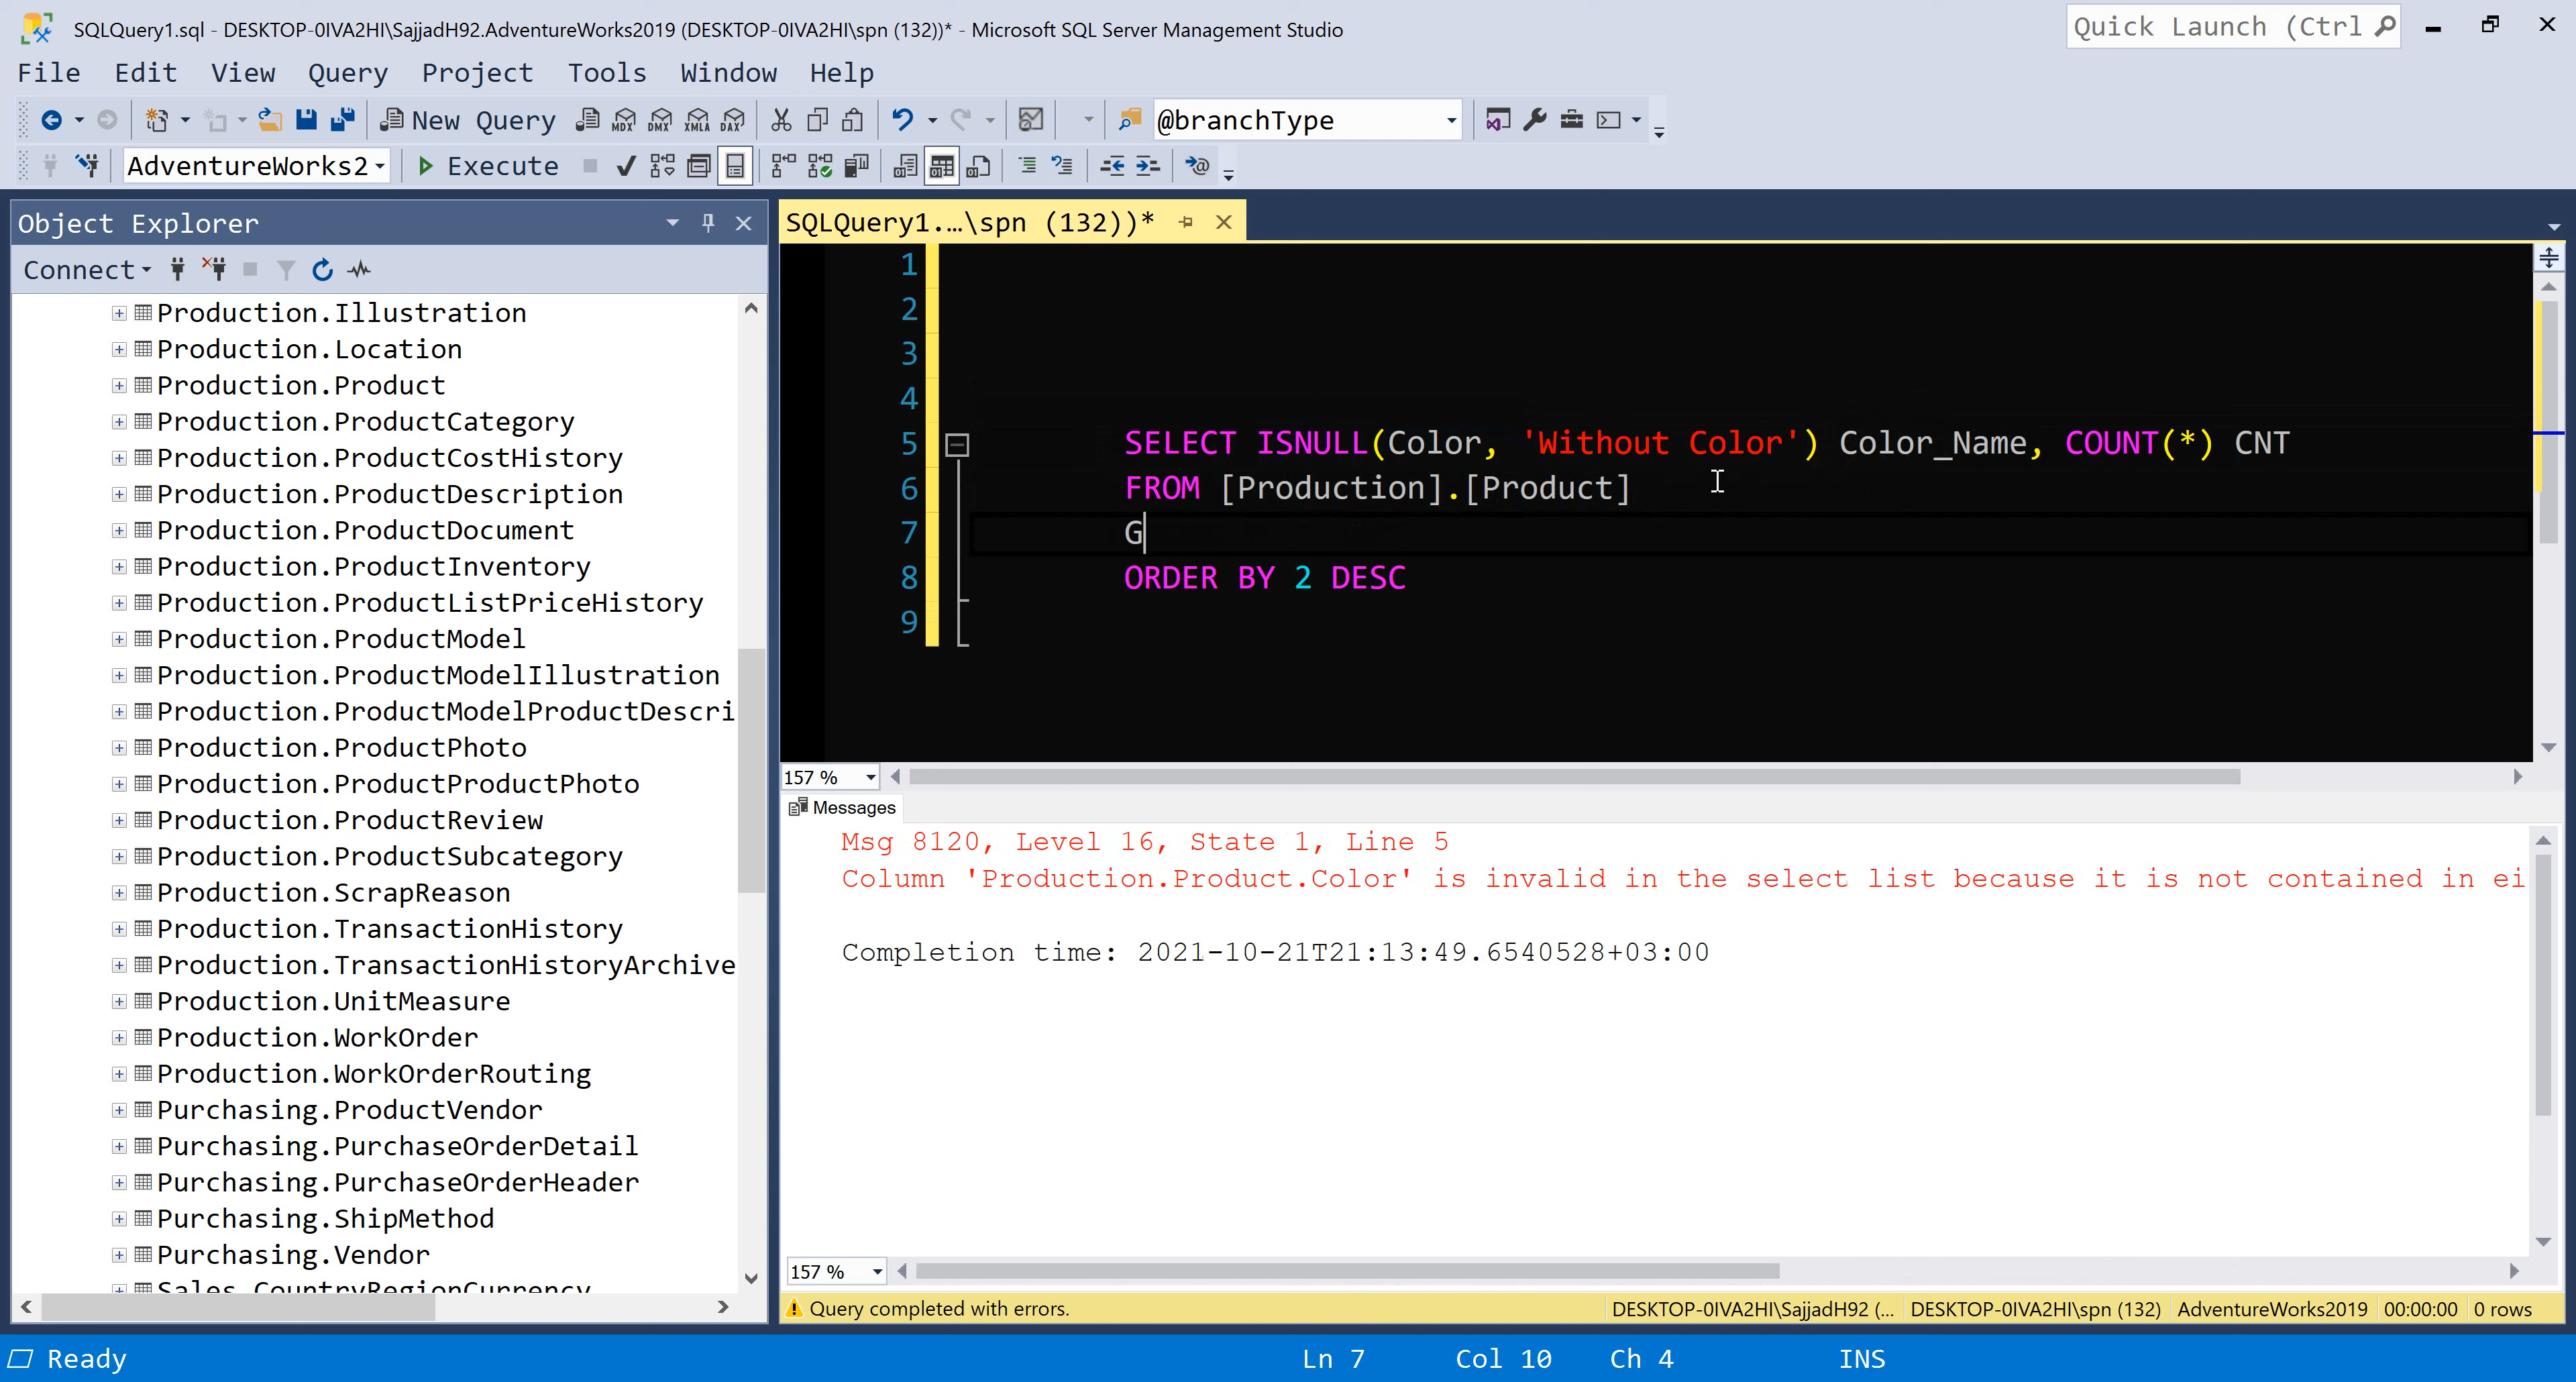 SQLQuery1.sql - DESKTOP-0IVA2HI\SajjadH92.AdventureWorks2019 (DESKTOP-0IVA2HI\spn (132))* - Microsoft SQL Server Management Studio
Quick Launch (Ctrl
File Edit View Query Project Tools Window Help
New Query MDX DMX XMLA DAX @branchType
AdventureWorks2 Execute
Object Explorer
Connect
Production.Illustration
Production.Location
Production.Product
Production.ProductCategory
Production.ProductCostHistory
Production.ProductDescription
Production.ProductDocument
Production.ProductInventory
Production.ProductListPriceHistory
Production.ProductModel
Production.ProductModelIllustration
Production.ProductModelProductDescri
Production.ProductPhoto
Production.ProductProductPhoto
Production.ProductReview
Production.ProductSubcategory
Production.ScrapReason
Production.TransactionHistory
Production.TransactionHistoryArchive
Production.UnitMeasure
Production.WorkOrder
Production.WorkOrderRouting
Purchasing.ProductVendor
Purchasing.PurchaseOrderDetail
Purchasing.PurchaseOrderHeader
Purchasing.ShipMethod
Purchasing.Vendor
Sales.CountryRegionCurrency
SQLQuery1....\spn (132))*
1
2
3
4
5 SELECT ISNULL(Color, 'Without Color') Color_Name, COUNT(*) CNT
6 FROM [Production].[Product]
7 G
8 ORDER BY 2 DESC
9
157 %
Messages
Msg 8120, Level 16, State 1, Line 5
Column 'Production.Product.Color' is invalid in the select list because it is not contained in ei
Completion time: 2021-10-21T21:13:49.6540528+03:00
157 %
Query completed with errors. DESKTOP-0IVA2HI\SajjadH92 (... DESKTOP-0IVA2HI\spn (132) AdventureWorks2019 00:00:00 0 rows
Ready Ln 7 Col 10 Ch 4 INS